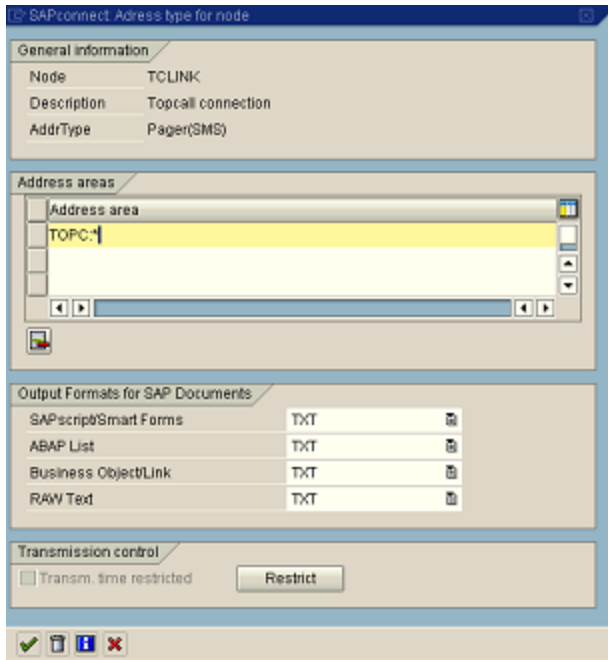 SAPconnect: Adress type for node
General information
Node TCLINK
Description Topcall connection
AddrType Pager(SMS)
Address areas
Address area
TOPC:*
Output Formats for SAP Documents
SAPscript/Smart Forms TXT
ABAP List TXT
Business Object/Link TXT
RAW Text TXT
Transmission control
Transm. time restricted Restrict